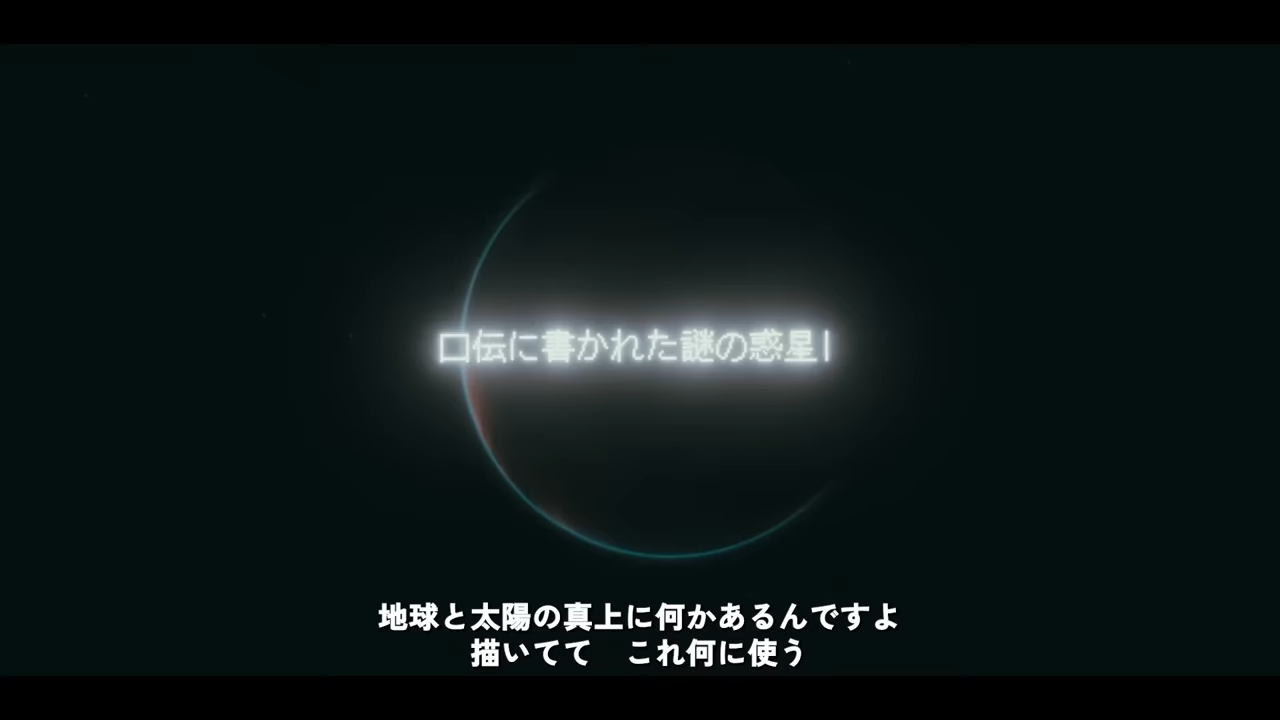 口伝に書かれた謎の惑星
地球と太陽の真上に何かあるんですよ
描いてて　これ何に使う